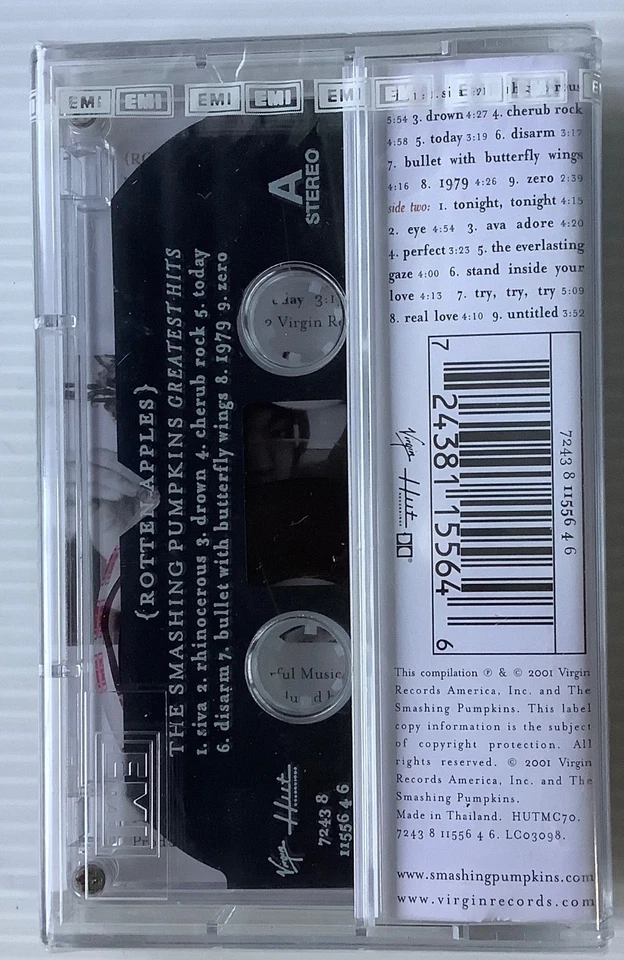 EMI EMI EMI EMI EMI
5:54 3. drown 4:27 4. cherub rock
4:58 5. today 3:19 6. disarm 3:17
7. bullet with butterfly wings
4:16 8. 1979 4:26 9. zero 2:39
side two: 1. tonight, tonight 4:15
2. eye 4:54 3. ava adore 4:20
4. perfect 3:23 5. the everlasting
gaze 4:00 6. stand inside your
love 4:13 7. try, try, try 5:09
8. real love 4:10 9. untitled 3:52
7 24381 15564 6
7243 8 11556 4 6
Virgin Hut
This compilation ℗ & © 2001 Virgin
Records America, Inc. and The
Smashing Pumpkins. This label
copy information is the subject
of copyright protection. All
rights reserved. © 2001 Virgin
Records America, Inc. and The
Smashing Pumpkins.
Made in Thailand. HUTMC70.
7243 8 11556 4 6. LC03098.
www.smashingpumpkins.com
www.virginrecords.com
A
STEREO
{ROTTEN APPLES}
THE SMASHING PUMPKINS GREATEST HITS
1. siva 2. rhinocerous 3. drown 4. cherub rock 5. today
6. disarm 7. bullet with butterfly wings 8. 1979 9. zero
Virgin Hut
7243 8
11556 4 6
Virgin
Music
EMI